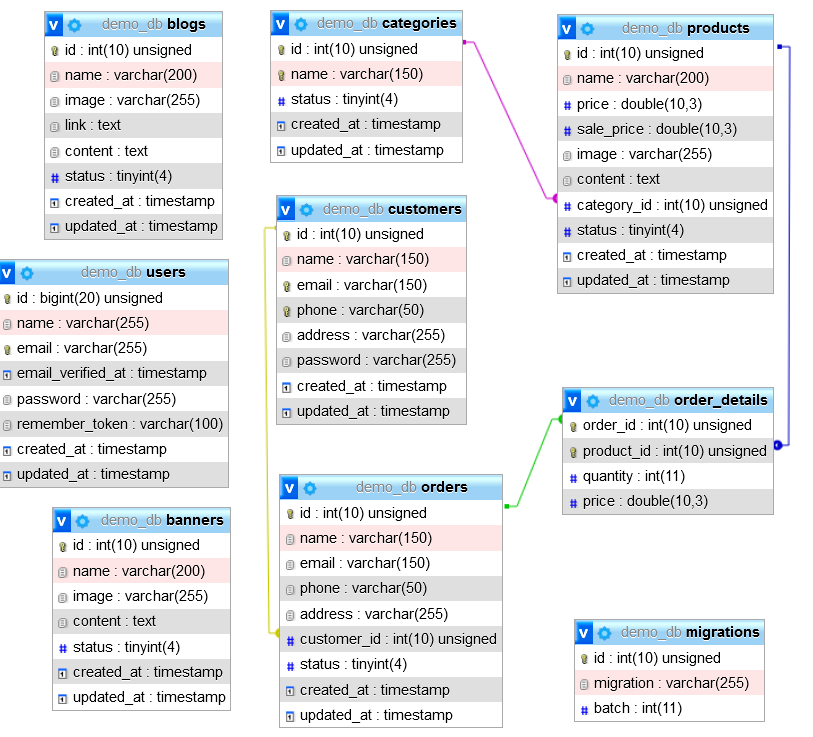 demo_db blogs
id : int(10) unsigned
name : varchar(200)
image : varchar(255)
link : text
content : text
status : tinyint(4)
created_at : timestamp
updated_at : timestamp
demo_db categories
id : int(10) unsigned
name : varchar(150)
status : tinyint(4)
created_at : timestamp
updated_at : timestamp
demo_db products
id : int(10) unsigned
name : varchar(200)
price : double(10,3)
sale_price : double(10,3)
image : varchar(255)
content : text
category_id : int(10) unsigned
status : tinyint(4)
created_at : timestamp
updated_at : timestamp
demo_db customers
id : int(10) unsigned
name : varchar(150)
email : varchar(150)
phone : varchar(50)
address : varchar(255)
password : varchar(255)
created_at : timestamp
updated_at : timestamp
demo_db users
id : bigint(20) unsigned
name : varchar(255)
email : varchar(255)
email_verified_at : timestamp
password : varchar(255)
remember_token : varchar(100)
created_at : timestamp
updated_at : timestamp
demo_db order_details
order_id : int(10) unsigned
product_id : int(10) unsigned
quantity : int(11)
price : double(10,3)
demo_db orders
id : int(10) unsigned
name : varchar(150)
email : varchar(150)
phone : varchar(50)
address : varchar(255)
customer_id : int(10) unsigned
status : tinyint(4)
created_at : timestamp
updated_at : timestamp
demo_db banners
id : int(10) unsigned
name : varchar(200)
image : varchar(255)
content : text
status : tinyint(4)
created_at : timestamp
updated_at : timestamp
demo_db migrations
id : int(10) unsigned
migration : varchar(255)
batch : int(11)